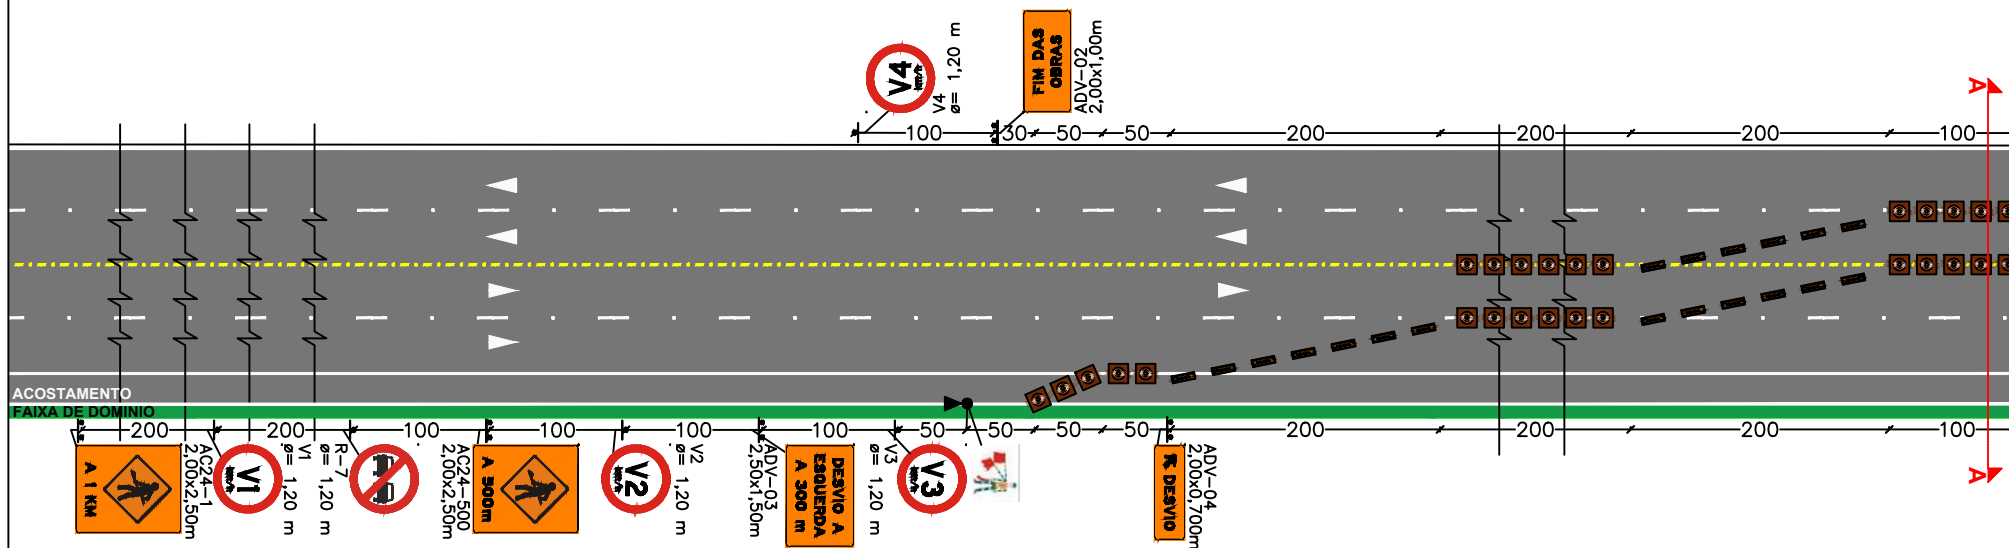 V4
km/h
V4
ø= 1,20 m
FIM DAS
OBRAS
ADV-02
2,00x1,00m
A
100
30
50
50
200
200
200
100
ACOSTAMENTO
FAIXA DE DOMINIO
200
200
100
100
100
100
50
50
50
50
200
200
200
100
A 1 KM
AC24-1
2,00x2,50m
V1
km/h
V1
ø= 1,20 m
R-7
ø= 1,20 m
AC24-500
2,00x2,50m
A 500m
V2
km/h
V2
ø= 1,20 m
ADV-03
2,50x1,50m
DESVIO A
ESQUERDA
A 300 m
V3
ø= 1,20 m
V3
km/h
DESVIO
ADV-04
2,00x0,700m
A